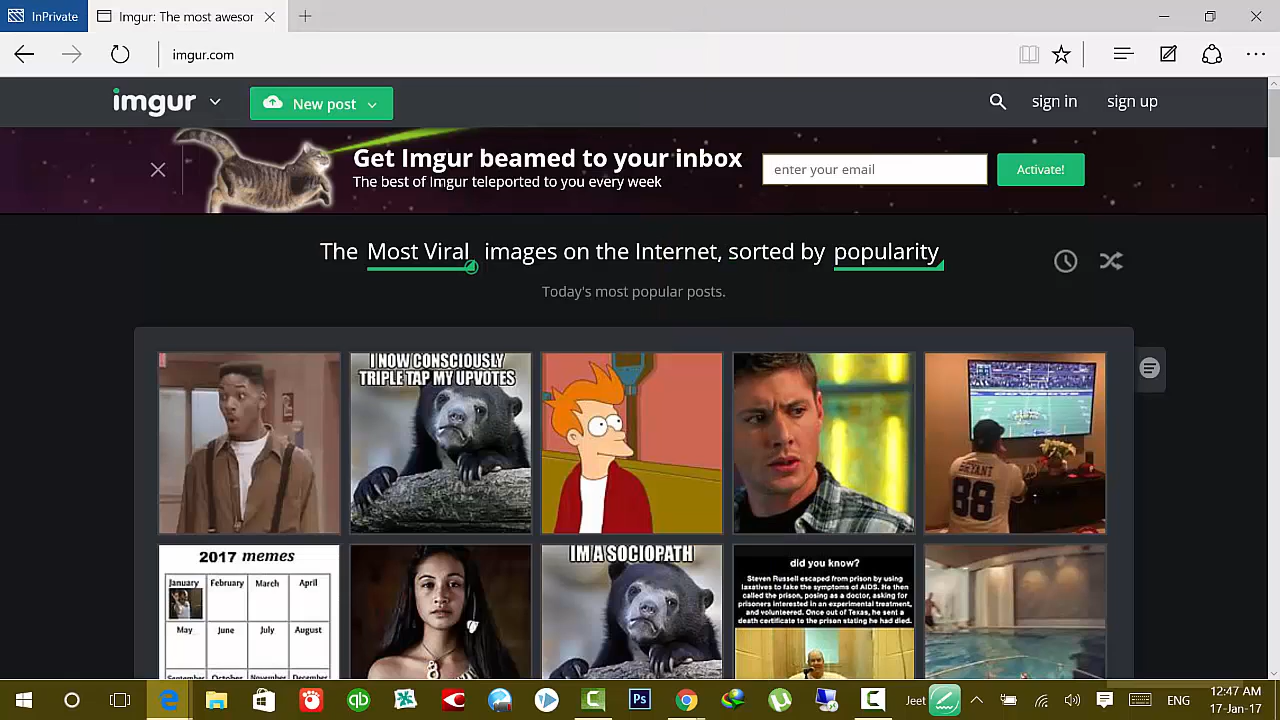 InPrivate
Imgur: The most awesor
imgur.com
imgur
New post
sign in
sign up
Get Imgur beamed to your inbox
The best of Imgur teleported to you every week
enter your email
Activate!
The Most Viral images on the Internet, sorted by popularity
Today's most popular posts.
I NOW CONSCIOUSLY
TRIPLE TAP MY UPVOTES
BRYANT
88
2017 memes
January February March April
May June July August
September October November December
IM A SOCIOPATH
did you know?
Steven Russell escaped from prison by using
laxatives to fake the symptoms of AIDS. He then
called the prison, posing as a doctor, asking for
prisoners interested in an experimental treatment,
and volunteered. Once out of Texas, he sent a
death certificate to the prison stating he had died.
Ps
Jeet
ENG
12:47 AM
17-Jan-17